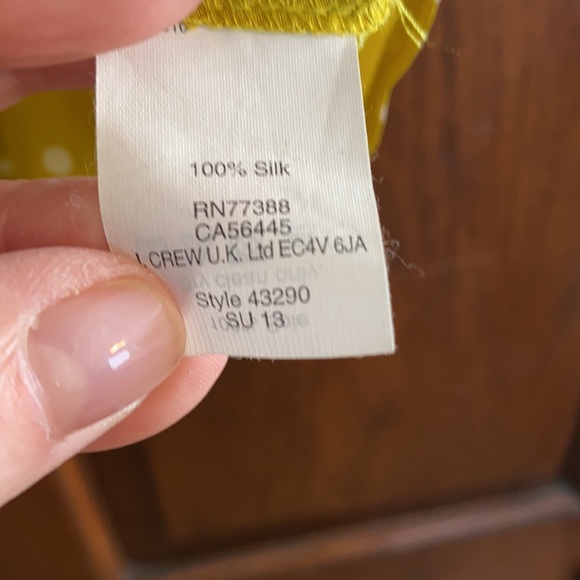 100% Silk
RN77388
CA56445
J. CREW U.K. Ltd EC4V 6JA
Style 43290
SU 13